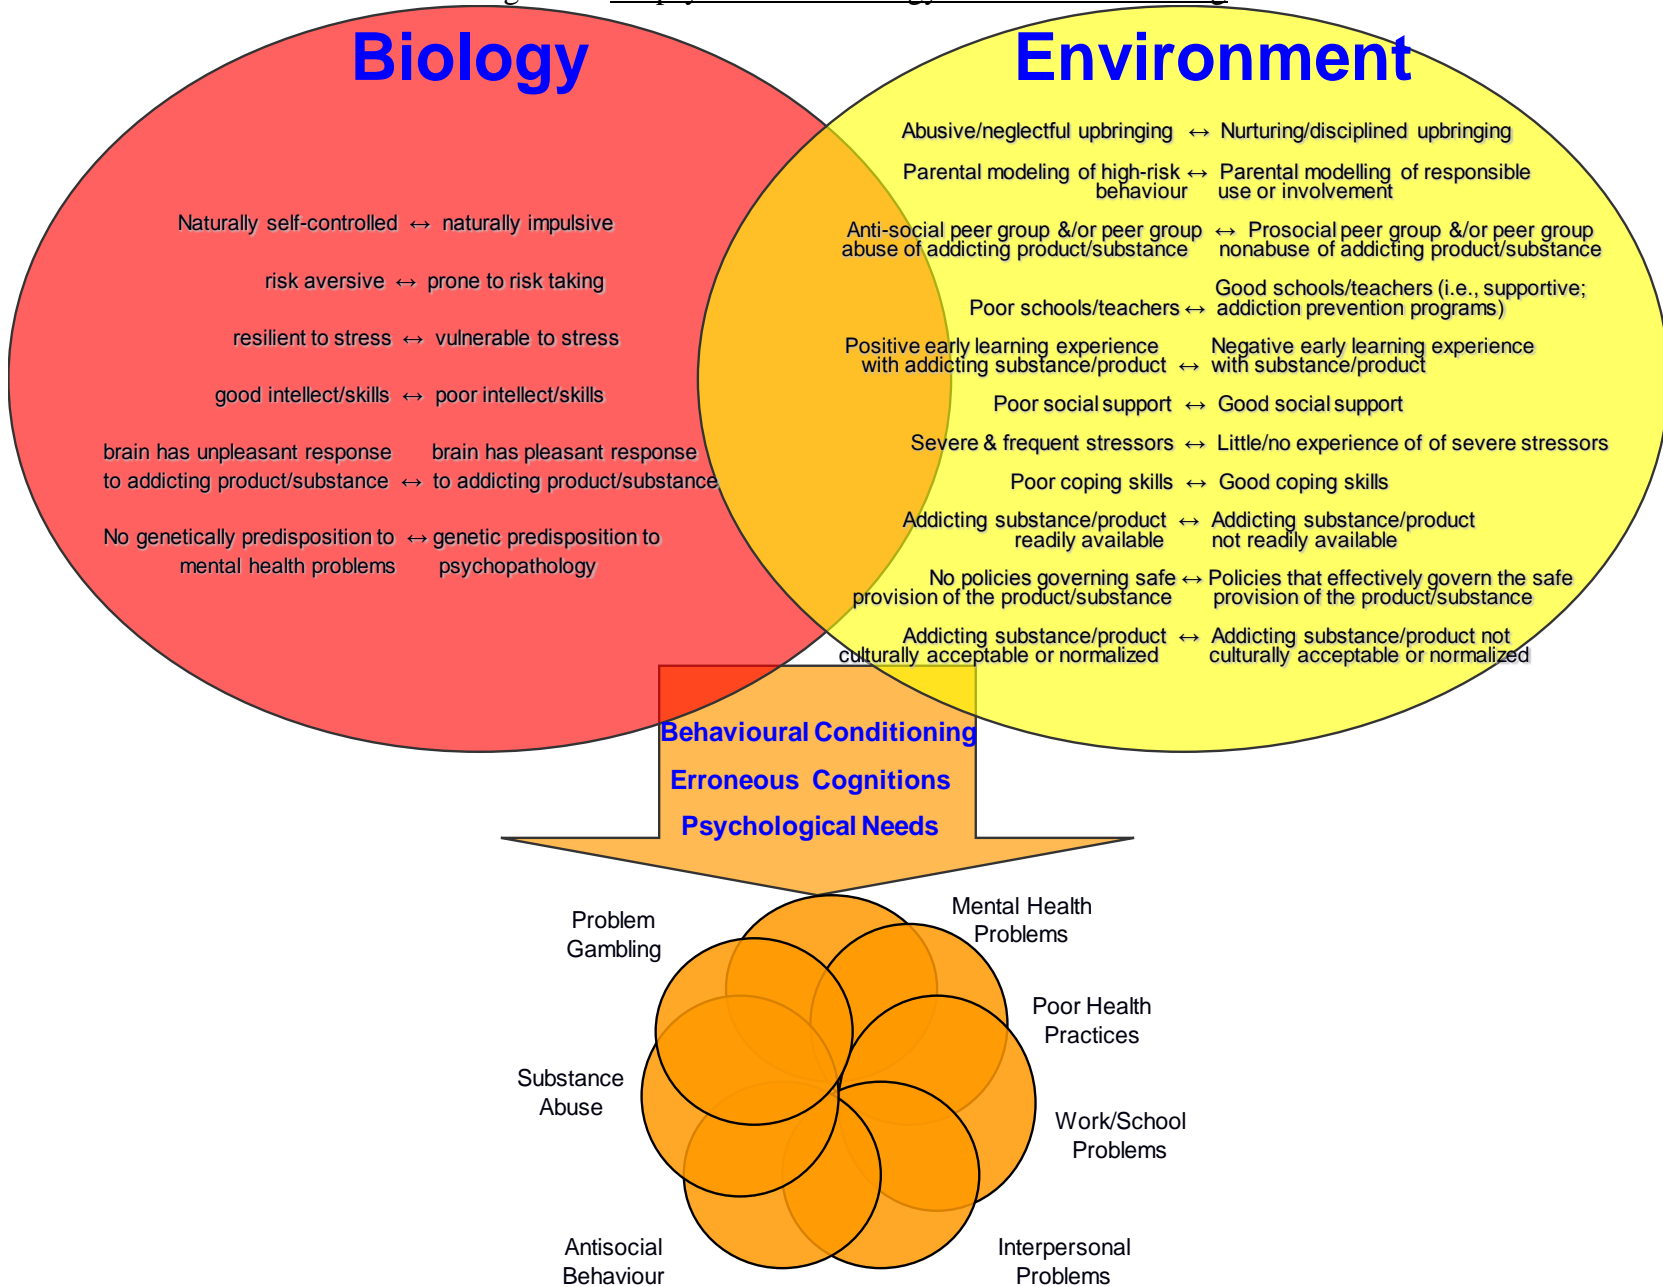 Biology
Environment
Naturally self-controlled ↔ naturally impulsive
risk aversive ↔ prone to risk taking
resilient to stress ↔ vulnerable to stress
good intellect/skills ↔ poor intellect/skills
brain has unpleasant response brain has pleasant response
to addicting product/substance ↔ to addicting product/substance
No genetically predisposition to ↔ genetic predisposition to
mental health problems psychopathology
Abusive/neglectful upbringing ↔ Nurturing/disciplined upbringing
Parental modeling of high-risk ↔ Parental modelling of responsible
behaviour use or involvement
Anti-social peer group &/or peer group ↔ Prosocial peer group &/or peer group
abuse of addicting product/substance nonabuse of addicting product/substance
Good schools/teachers (i.e., supportive;
Poor schools/teachers ↔ addiction prevention programs)
Positive early learning experience Negative early learning experience
with addicting substance/product ↔ with substance/product
Poor social support ↔ Good social support
Severe & frequent stressors ↔ Little/no experience of of severe stressors
Poor coping skills ↔ Good coping skills
Addicting substance/product ↔ Addicting substance/product
readily available not readily available
No policies governing safe ↔ Policies that effectively govern the safe
provision of the product/substance provision of the product/substance
Addicting substance/product ↔ Addicting substance/product not
culturally acceptable or normalized culturally acceptable or normalized
Behavioural Conditioning
Erroneous Cognitions
Psychological Needs
Problem
Gambling
Mental Health
Problems
Poor Health
Practices
Substance
Abuse
Work/School
Problems
Antisocial
Behaviour
Interpersonal
Problems